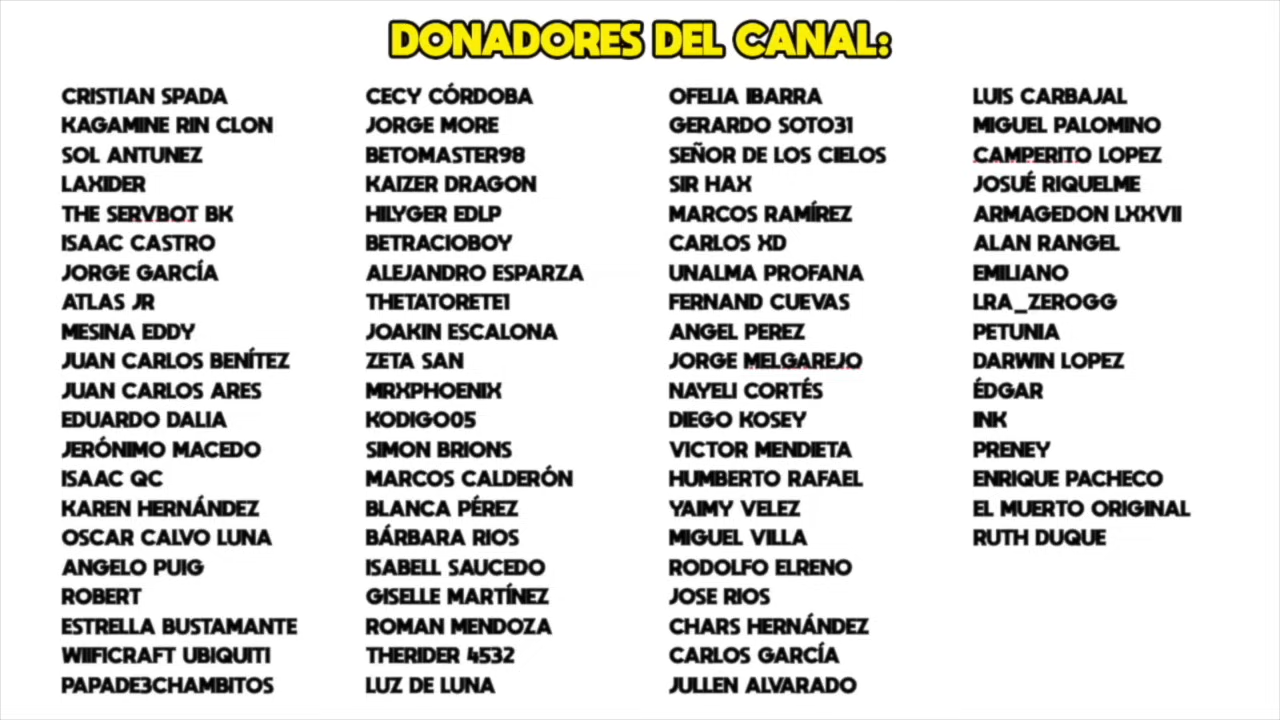 DONADORES DEL CANAL:
CRISTIAN SPADA
KAGAMINE RIN CLON
SOL ANTUNEZ
LAXIDER
THE SERVBOT BK
ISAAC CASTRO
JORGE GARCÍA
ATLAS JR
MESINA EDDY
JUAN CARLOS BENÍTEZ
JUAN CARLOS ARES
EDUARDO DALIA
JERÓNIMO MACEDO
ISAAC QC
KAREN HERNÁNDEZ
OSCAR CALVO LUNA
ANGELO PUIG
ROBERT
ESTRELLA BUSTAMANTE
WIIFICRAFT UBIQUITI
PAPADE3CHAMBITOS
CECY CÓRDOBA
JORGE MORE
BETOMASTER98
KAIZER DRAGON
HILYGER EDLP
BETRACIOBOY
ALEJANDRO ESPARZA
THETATORETE1
JOAKIN ESCALONA
ZETA SAN
MRXPHOENIX
KODIGO05
SIMON BRIONS
MARCOS CALDERÓN
BLANCA PÉREZ
BÁRBARA RIOS
ISABELL SAUCEDO
GISELLE MARTÍNEZ
ROMAN MENDOZA
THERIDER 4532
LUZ DE LUNA
OFELIA IBARRA
GERARDO SOTO31
SEÑOR DE LOS CIELOS
SIR HAX
MARCOS RAMÍREZ
CARLOS XD
UNALMA PROFANA
FERNAND CUEVAS
ANGEL PEREZ
JORGE MELGAREJO
NAYELI CORTÉS
DIEGO KOSEY
VICTOR MENDIETA
HUMBERTO RAFAEL
YAIMY VELEZ
MIGUEL VILLA
RODOLFO ELRENO
JOSE RIOS
CHARS HERNÁNDEZ
CARLOS GARCÍA
JULLEN ALVARADO
LUIS CARBAJAL
MIGUEL PALOMINO
CAMPERITO LOPEZ
JOSUÉ RIQUELME
ARMAGEDON LXXVII
ALAN RANGEL
EMILIANO
LRA_ZEROGG
PETUNIA
DARWIN LOPEZ
ÉDGAR
INK
PRENEY
ENRIQUE PACHECO
EL MUERTO ORIGINAL
RUTH DUQUE